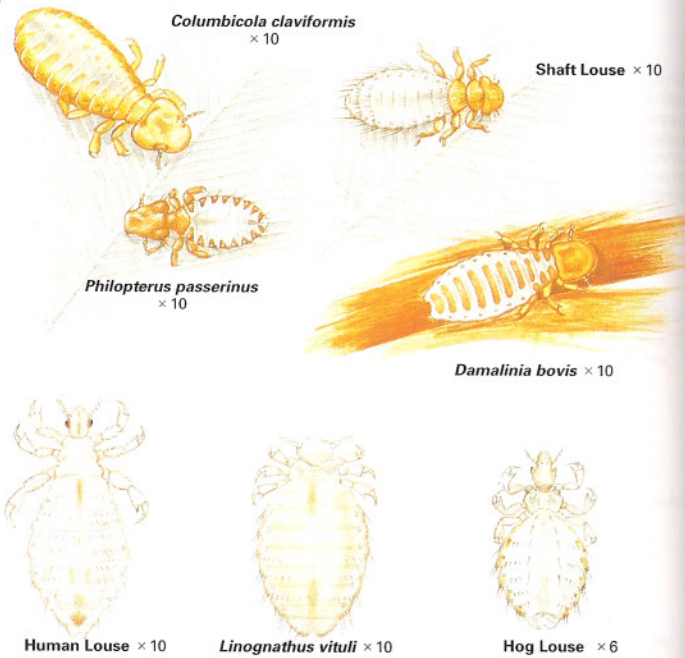 Columbicola claviformis
× 10
Shaft Louse × 10
Philopterus passerinus
× 10
Damalinia bovis × 10
Human Louse × 10
Linognathus vituli × 10
Hog Louse × 6